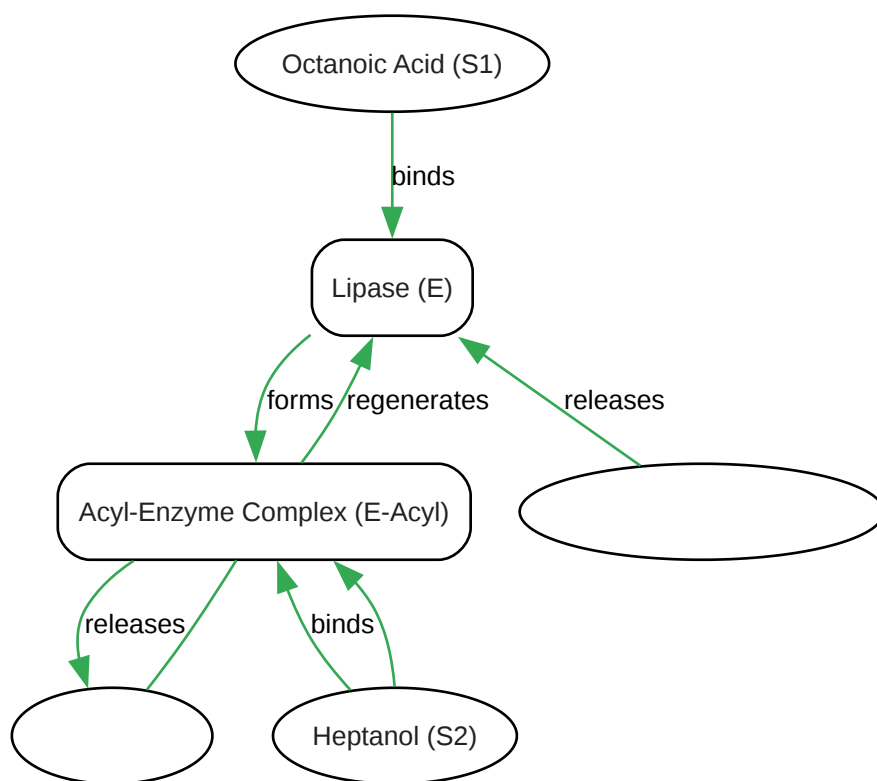 Octanoic Acid (S1)
binds
Lipase (E)
forms
regenerates
releases
Acyl-Enzyme Complex (E-Acyl)
releases
binds
Heptanol (S2)